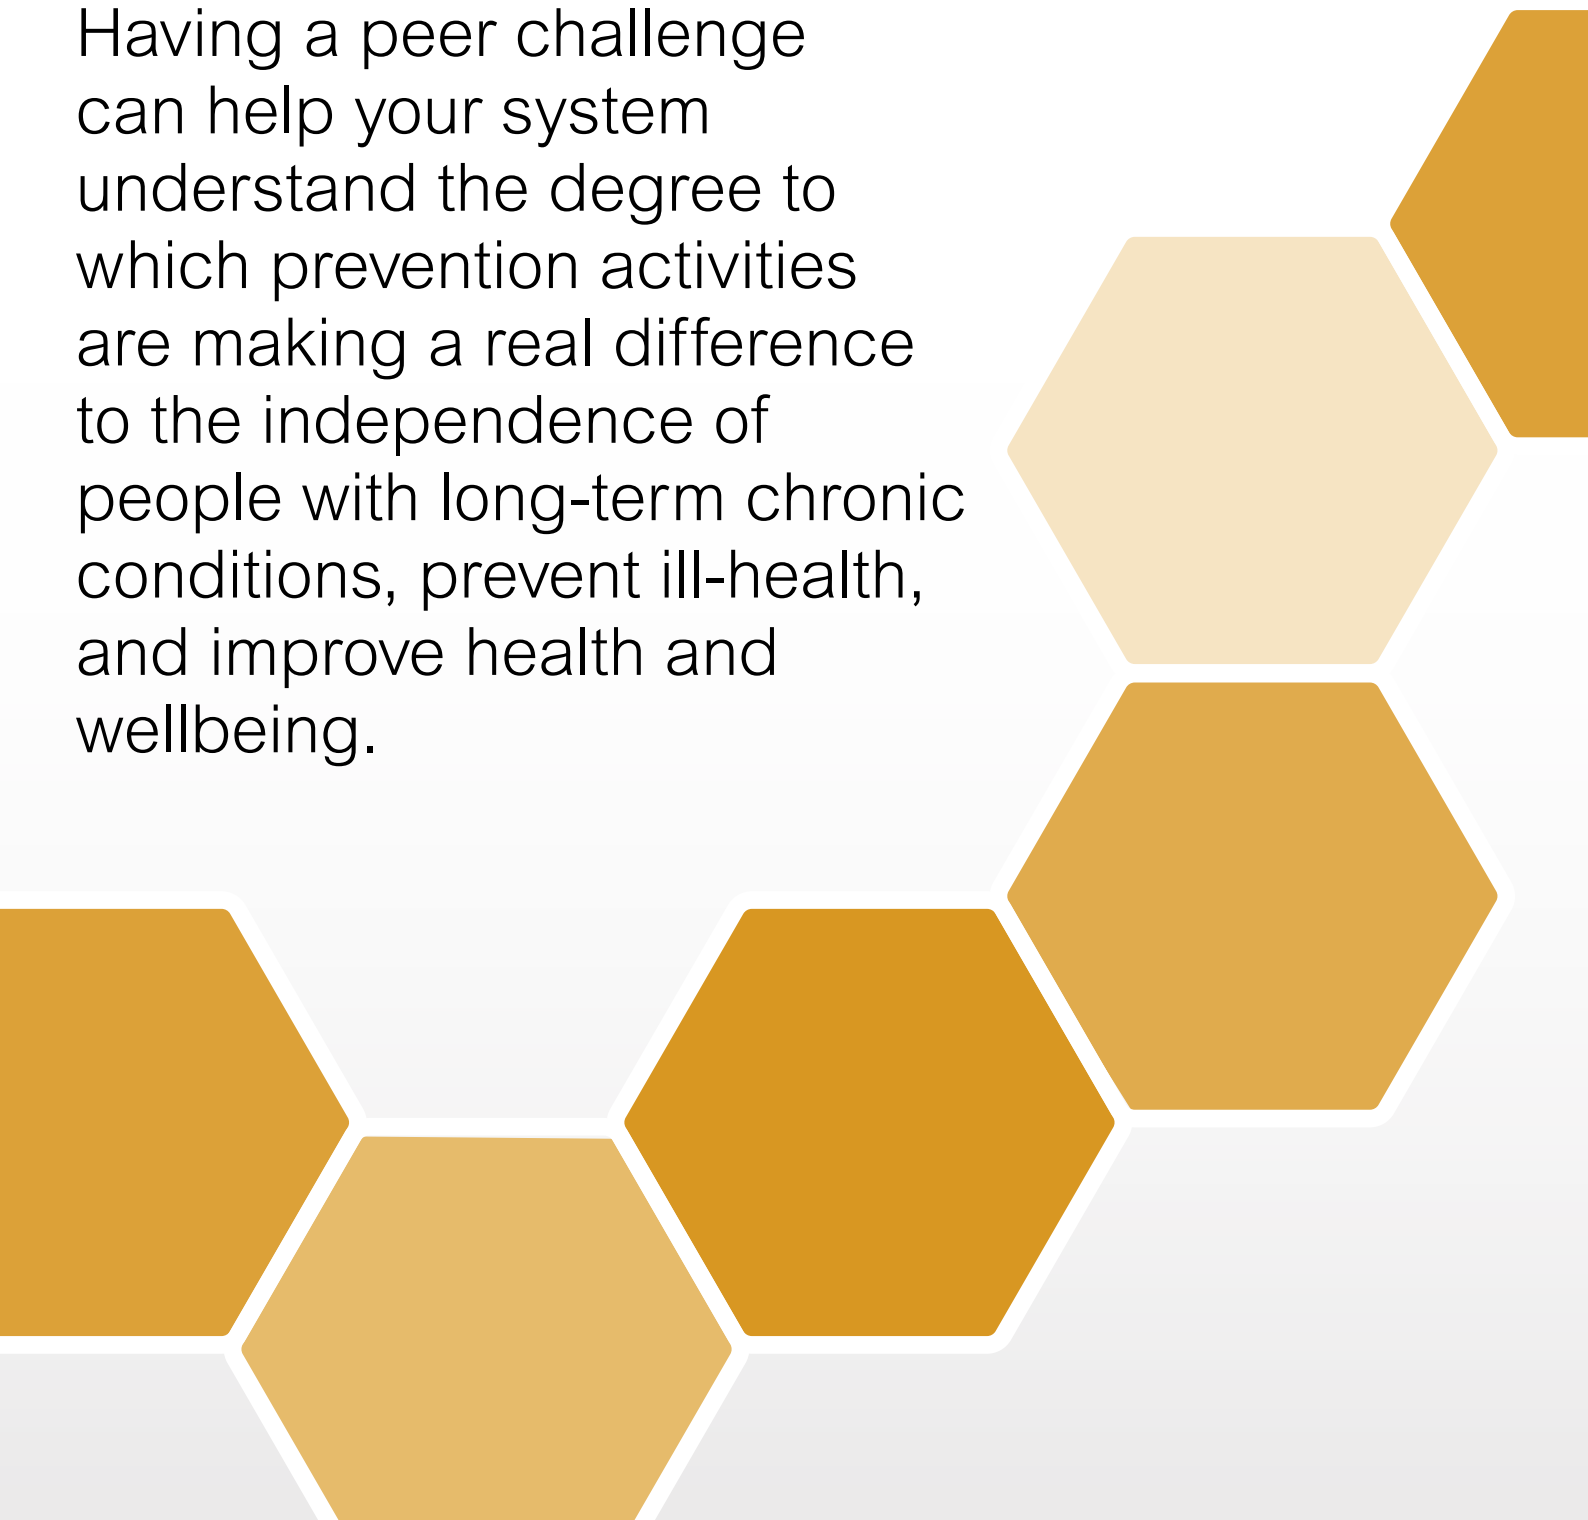 Having a peer challenge
can help your system
understand the degree to
which prevention activities
are making a real difference
to the independence of
people with long-term chronic
conditions, prevent ill-health,
and improve health and
wellbeing.